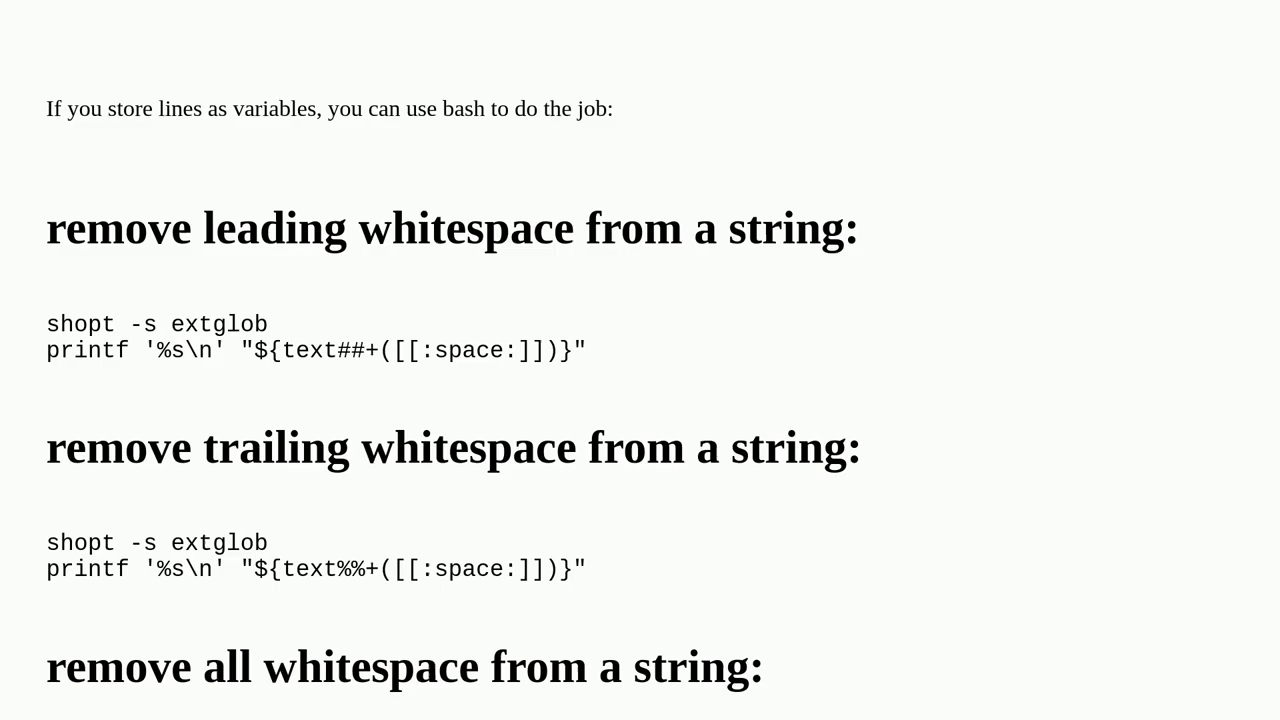 If you store lines as variables, you can use bash to do the job:
remove leading whitespace from a string:
shopt -s extglob
printf '%s\n' "${text##+([[:space:]])}"
remove trailing whitespace from a string:
shopt -s extglob
printf '%s\n' "${text%%+([[:space:]])}"
remove all whitespace from a string: